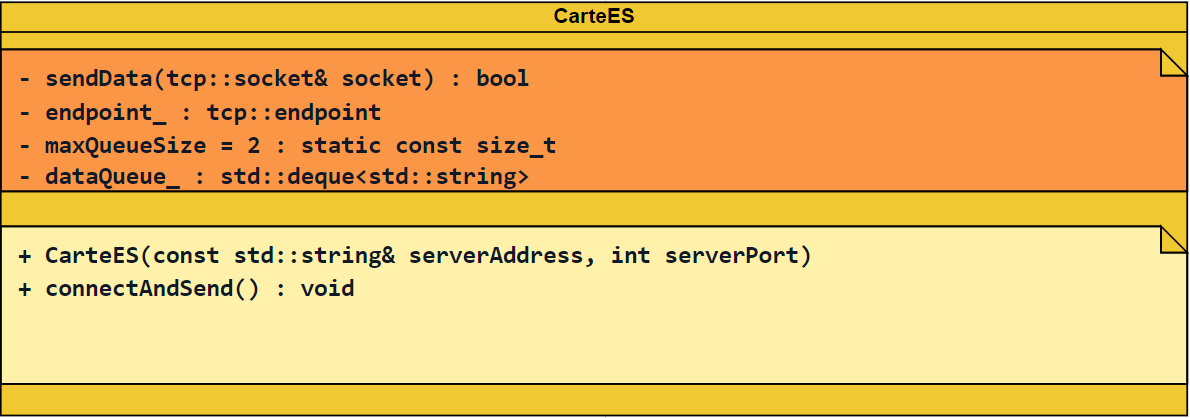 CarteES
- sendData(tcp::socket& socket) : bool
- endpoint_ : tcp::endpoint
- maxQueueSize = 2 : static const size_t
- dataQueue_ : std::deque<std::string>
+ CarteES(const std::string& serverAddress, int serverPort)
+ connectAndSend() : void